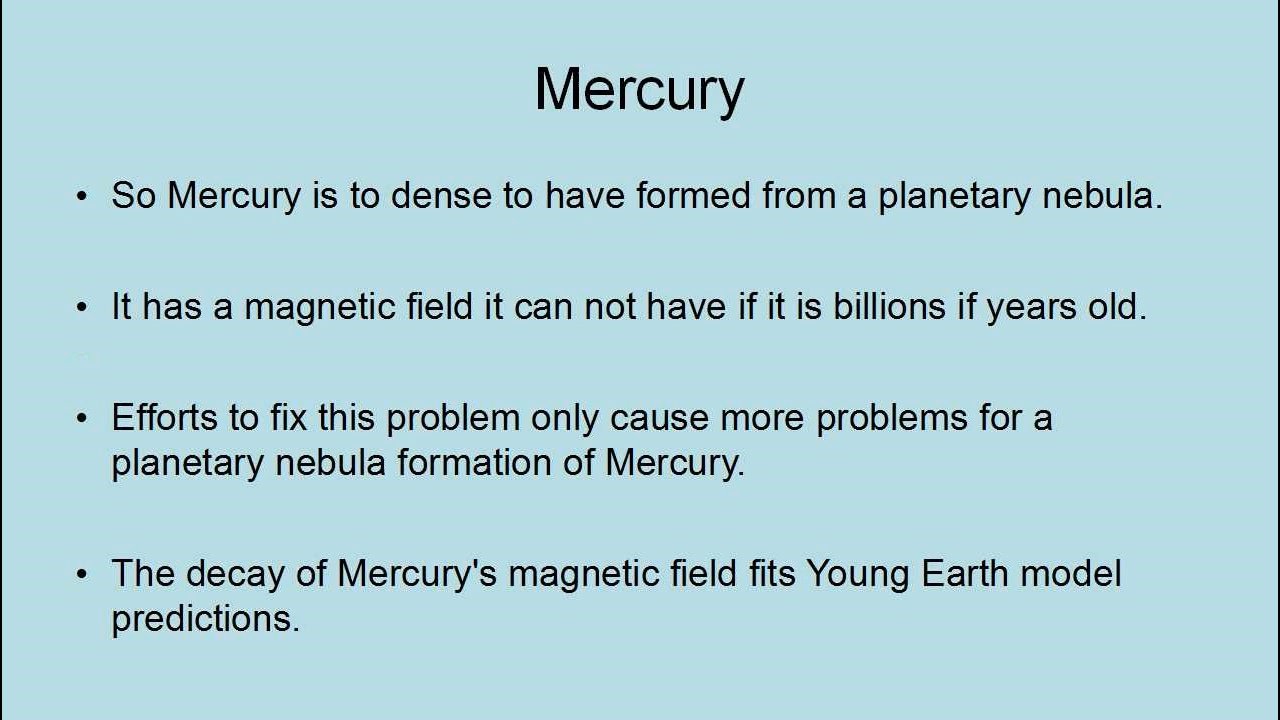 Mercury
• So Mercury is to dense to have formed from a planetary nebula.
• It has a magnetic field it can not have if it is billions if years old.
• Efforts to fix this problem only cause more problems for a
planetary nebula formation of Mercury.
• The decay of Mercury's magnetic field fits Young Earth model
predictions.